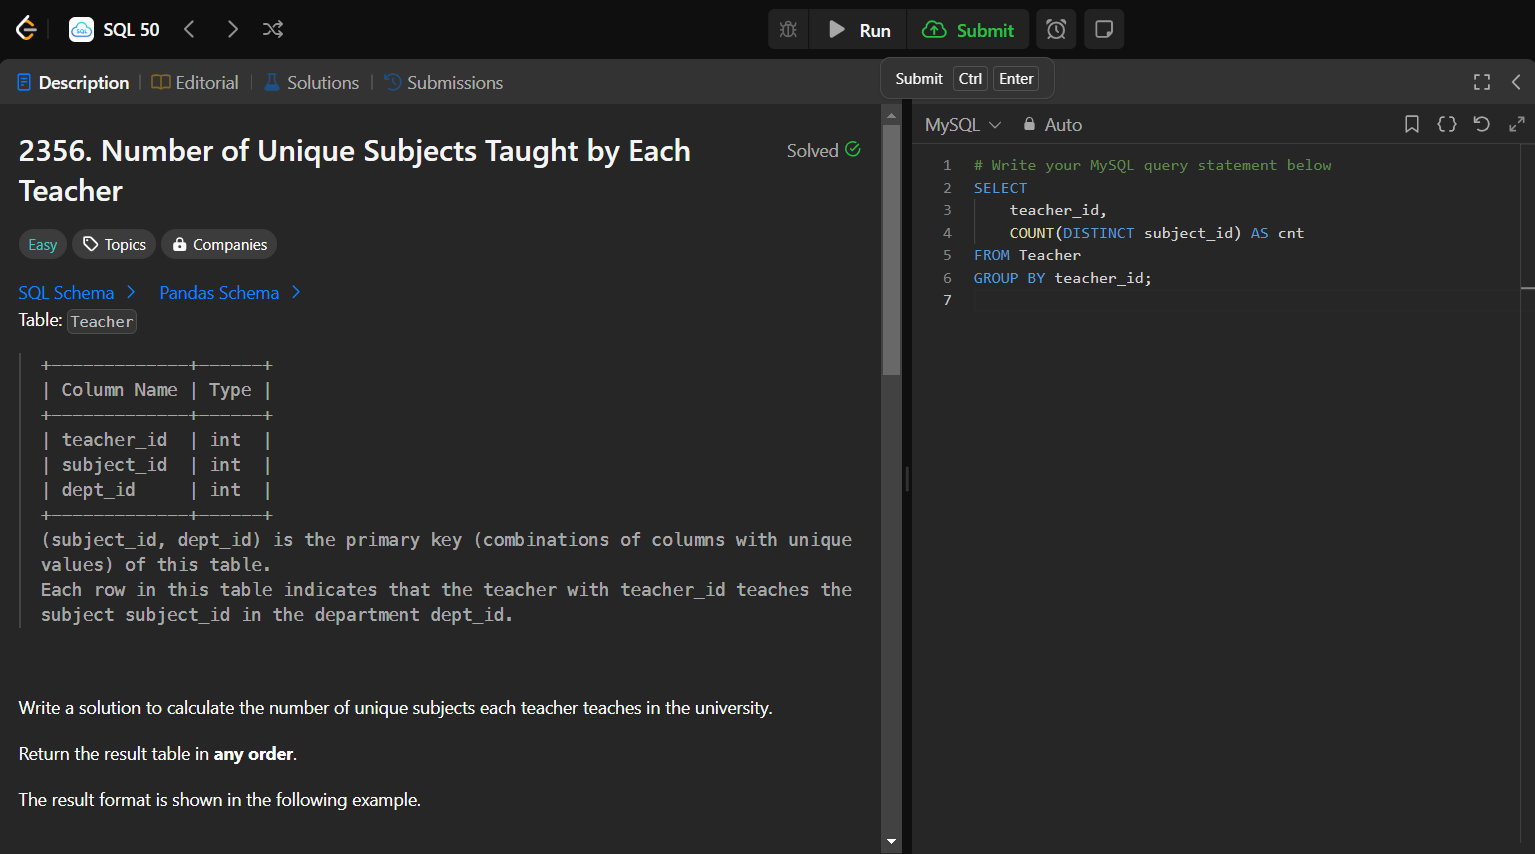 SQL 50
Run
Submit
Description
Editorial
Solutions
Submissions
Submit Ctrl Enter
2356. Number of Unique Subjects Taught by Each
Teacher
Solved
Easy
Topics
Companies
SQL Schema
Pandas Schema
Table: Teacher
+-------------+------+
| Column Name | Type |
+-------------+------+
| teacher_id  | int  |
| subject_id  | int  |
| dept_id     | int  |
+-------------+------+
(subject_id, dept_id) is the primary key (combinations of columns with unique
values) of this table.
Each row in this table indicates that the teacher with teacher_id teaches the
subject subject_id in the department dept_id.
Write a solution to calculate the number of unique subjects each teacher teaches in the university.
Return the result table in any order.
The result format is shown in the following example.
MySQL
Auto
1 # Write your MySQL query statement below
2 SELECT
3     teacher_id,
4     COUNT(DISTINCT subject_id) AS cnt
5 FROM Teacher
6 GROUP BY teacher_id;
7